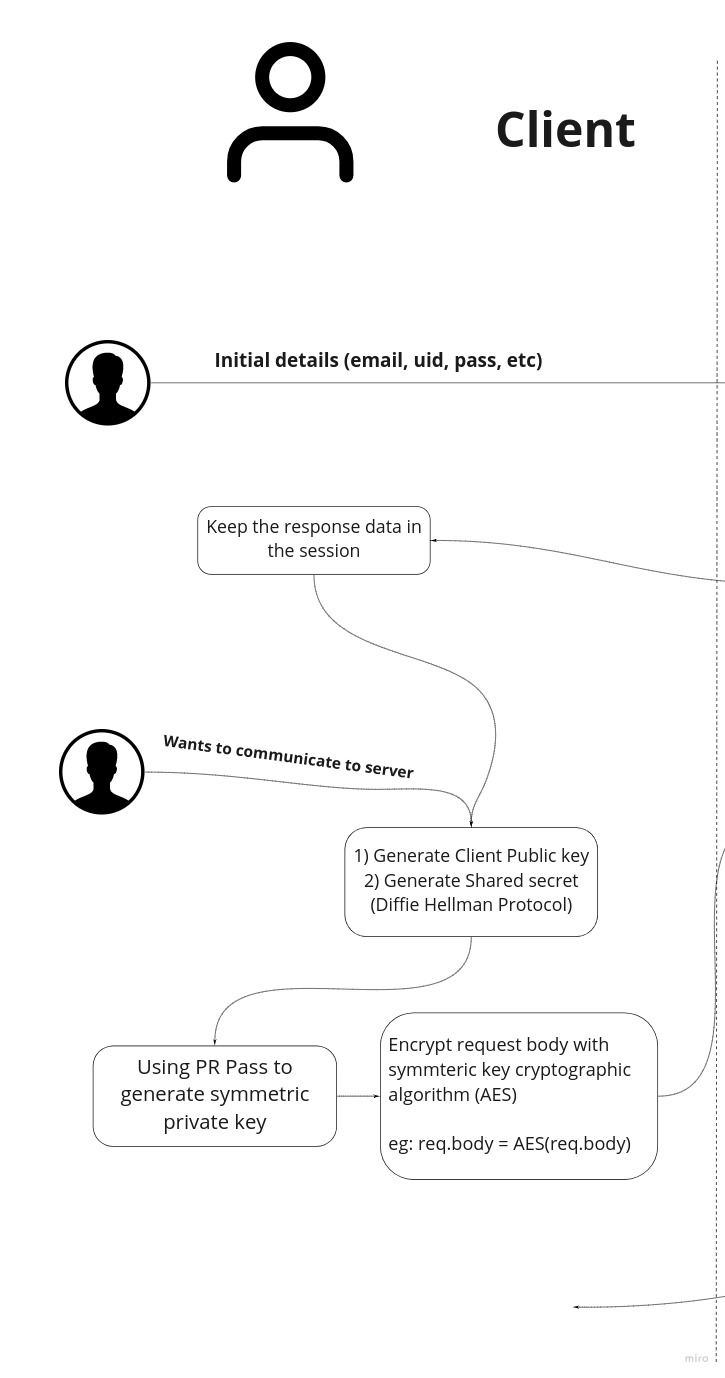 Client
Initial details (email, uid, pass, etc)
Keep the response data in
the session
Wants to communicate to server
1) Generate Client Public key
2) Generate Shared secret
(Diffie Hellman Protocol)
Using PR Pass to
generate symmetric
private key
Encrypt request body with
symmteric key cryptographic
algorithm (AES)
eg: req.body = AES(req.body)
miro